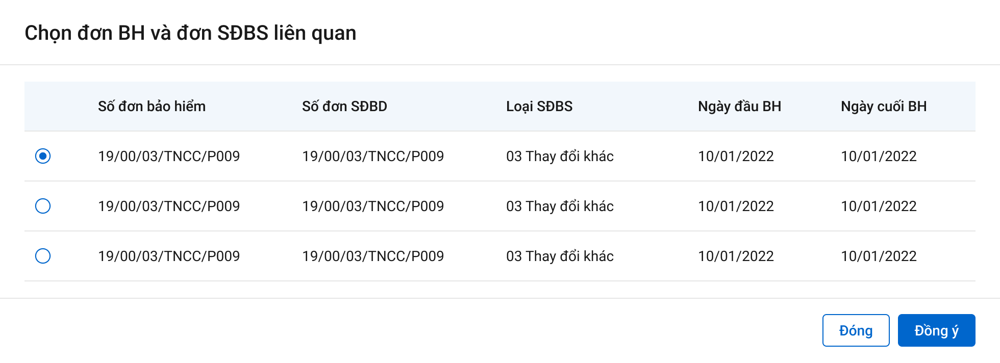 Chọn đơn BH và đơn SĐBS liên quan
Số đơn bảo hiểm Số đơn SĐBD Loại SĐBS Ngày đầu BH Ngày cuối BH
19/00/03/TNCC/P009 19/00/03/TNCC/P009 03 Thay đổi khác 10/01/2022 10/01/2022
19/00/03/TNCC/P009 19/00/03/TNCC/P009 03 Thay đổi khác 10/01/2022 10/01/2022
19/00/03/TNCC/P009 19/00/03/TNCC/P009 03 Thay đổi khác 10/01/2022 10/01/2022
Đóng Đồng ý